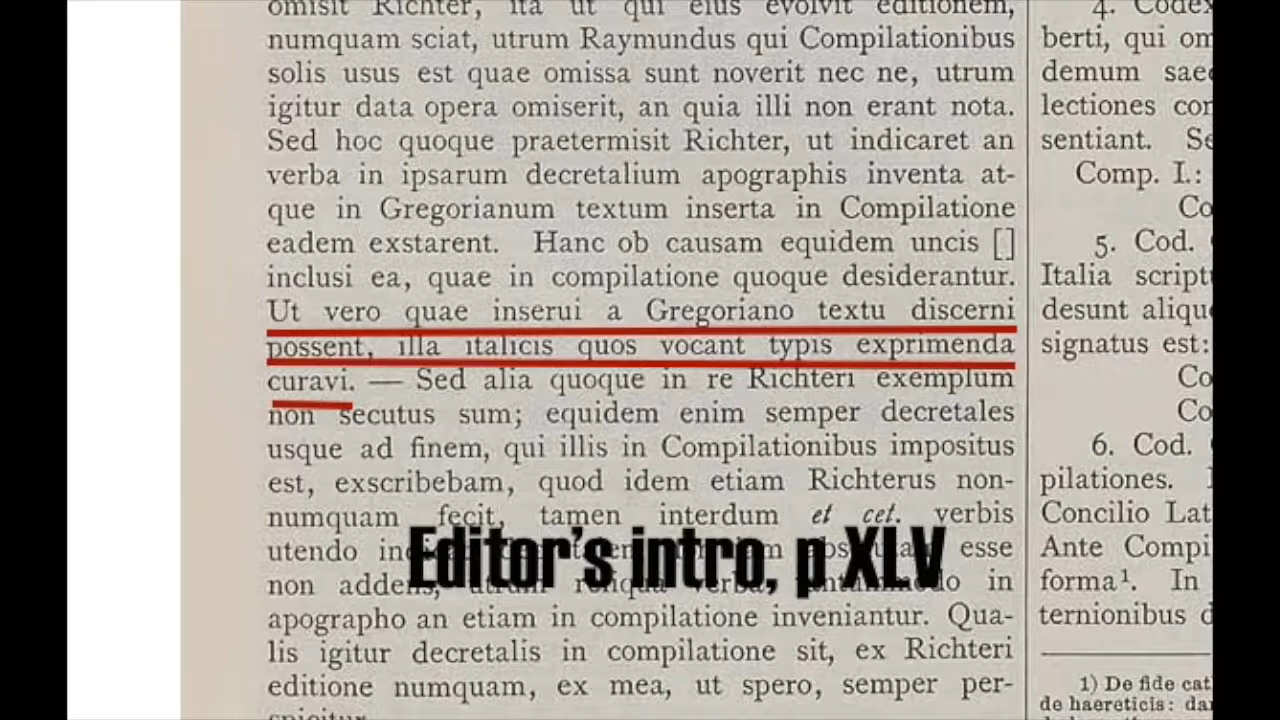 omisit Richter, ita ut qui eius evolvit editionem,
numquam sciat, utrum Raymundus qui Compilationibus
solis usus est quae omissa sunt noverit nec ne, utrum
igitur data opera omiserit, an quia illi non erant nota.
Sed hoc quoque praetermisit Richter, ut indicaret an
verba in ipsarum decretalium apographis inventa at-
que in Gregorianum textum inserta in Compilatione
eadem exstarent. Hanc ob causam equidem uncis []
inclusi ea, quae in compilatione quoque desiderantur.
Ut vero quae inserui a Gregoriano textu discerni
possent, illa italicis quos vocant typis exprimenda
curavi. — Sed alia quoque in re Richteri exemplum
non secutus sum; equidem enim semper decretales
usque ad finem, qui illis in Compilationibus impositus
est, exscribebam, quod idem etiam Richterus non-
numquam fecit, tamen interdum et cet. verbis
utendo esse
non in
apographo an etiam in compilatione inveniantur. Qua-
lis igitur decretalis in compilatione sit, ex Richteri
editione numquam, ex mea, ut spero, semper per-
spicitur
Editor's intro, p XLV
4. Codex
berti, qui om
demum saec
lectiones con
sentiant. Se
Comp. I.:
Co
5. Cod.
Italia script
desunt aliqu
signatus est:
Co
Co
6. Cod.
pilationes.
Concilio Lat
Ante Compi
forma¹. In
ternionibus d
1) De fide cat
de haereticis: da